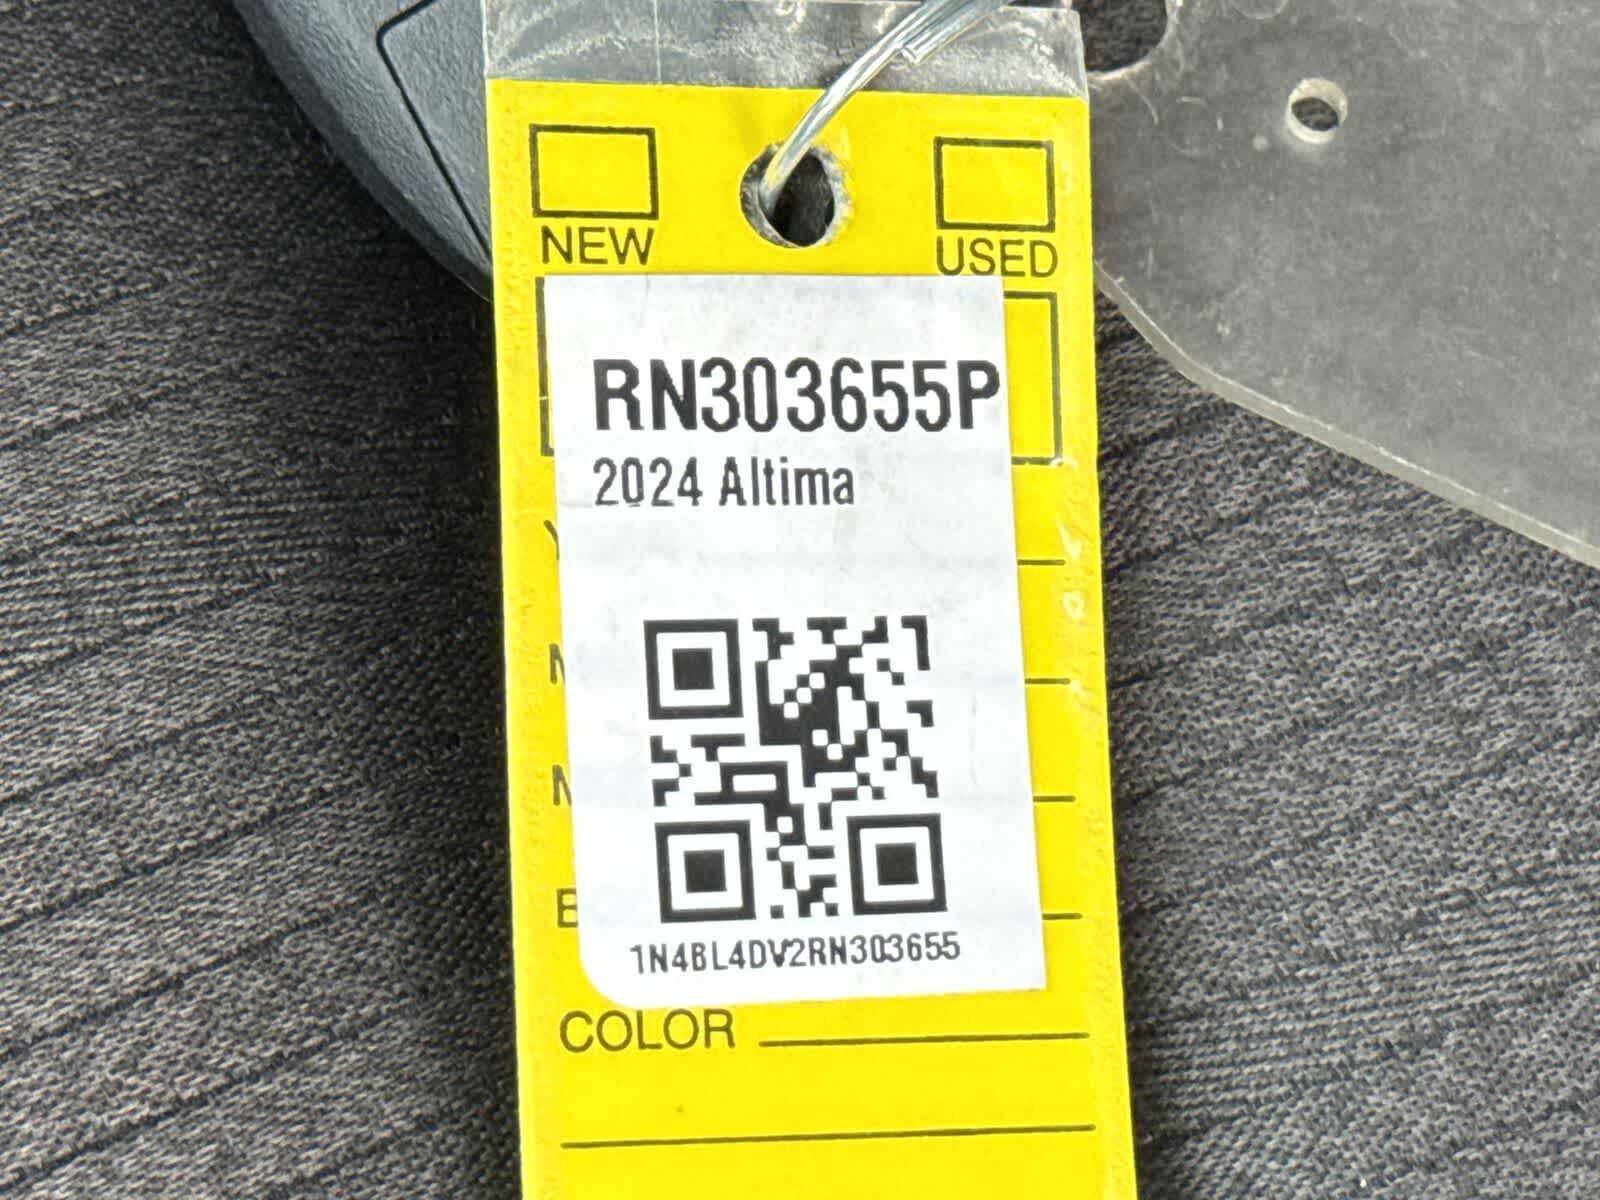 NEW USED
RN303655P
2024 Altima
1N4BL4DV2RN303655
COLOR